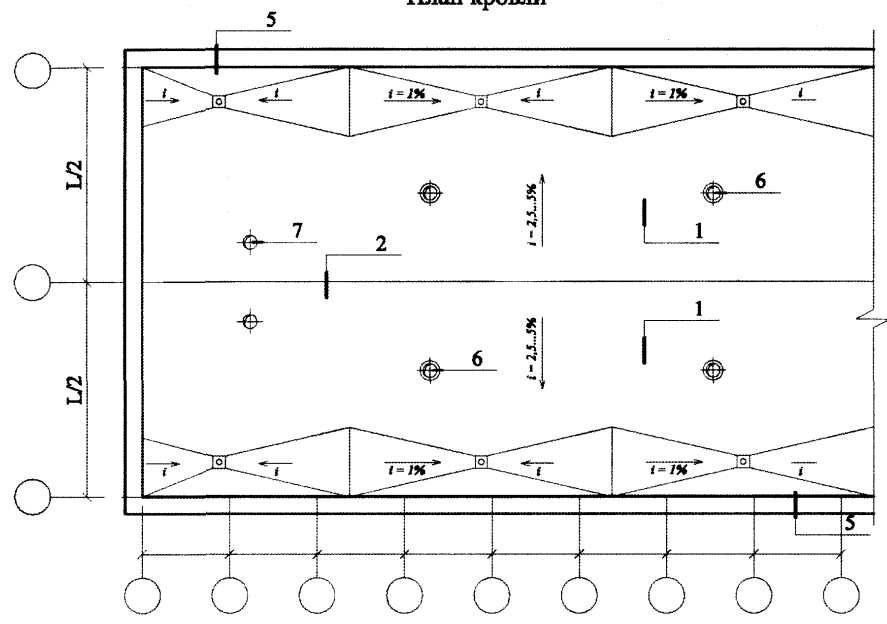 План кровли
5
i
i
i = 1%
i
i = 1%
i
L/2
i = 2,5...5%
6
7
2
1
L/2
i = 2,5...5%
1
6
i
i
i = 1%
i
i = 1%
i
5